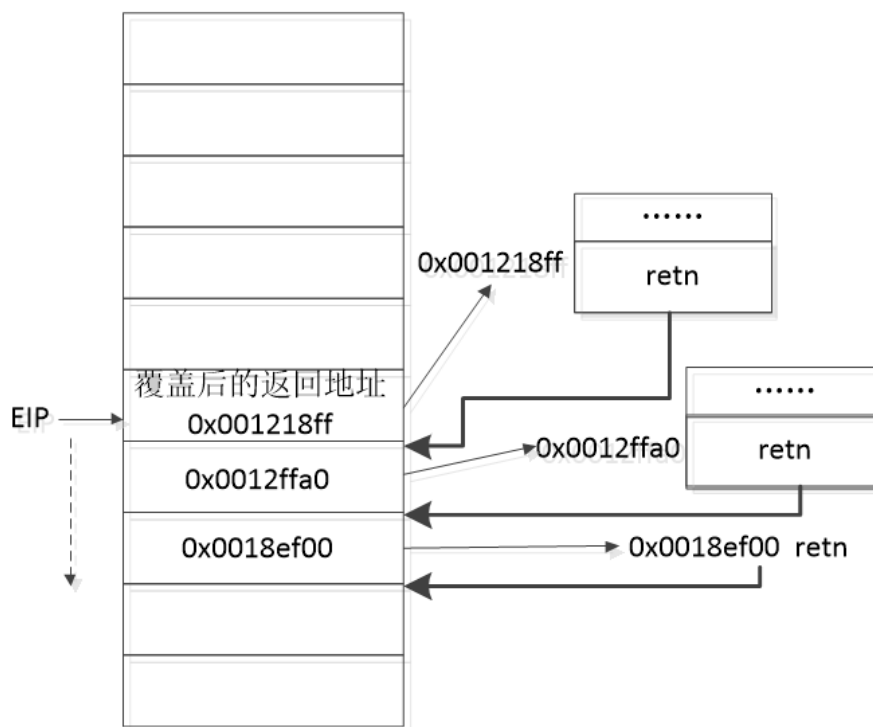 ……
0x001218ff
retn
覆盖后的返回地址
……
EIP
0x001218ff
0x0012ffa0
retn
0x0012ffa0
0x0018ef00
0x0018ef00 retn